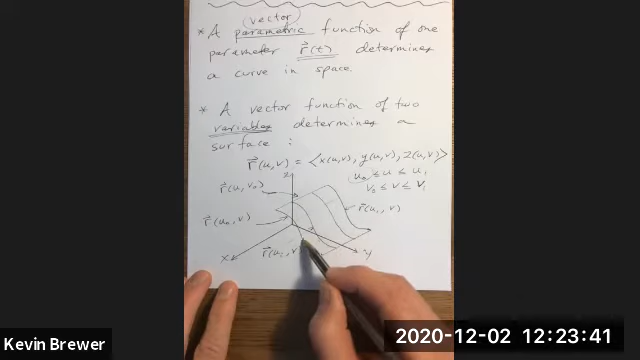 (vector)
* A parametric function of one
parameter r⃗(t) determines
a curve in space.
* A vector function of two
variables determines a
surface :
r⃗(u,v) = ⟨x(u,v), y(u,v), z(u,v)⟩
u₀ ≤ u ≤ u₁
v₀ ≤ v ≤ v₁
z
r⃗(u, v₀)
r⃗(u₁, v)
r⃗(u₀, v)
x
y
Kevin Brewer
2020-12-02 12:23:41